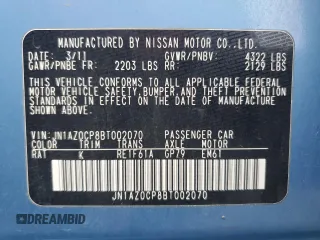 MANUFACTURED BY NISSAN MOTOR CO.,LTD.
3/11 GVWR/PNBV 4322 LBS
GAWR/PNBE FR 2203 LBS RR 2129 LBS
THIS VEHICLE CONFORMS TO ALL APPLICABLE FEDERAL
MOTOR VEHICLE SAFETY,BUMPER,AND THEFT PREVENTION
STANDARDS IN EFFECT ON THE DATE OF MANUFACTURE
SHOWN ABOVE.
VIN:JN1AZ0CP8BT002070 PASSENGER CAR
COLOR TRIM TRANS AXLE MOTOR
RAT K RE1F61A GP79 EM61
JN1AZ0CP8BT002070
AUTOBIDMASTER